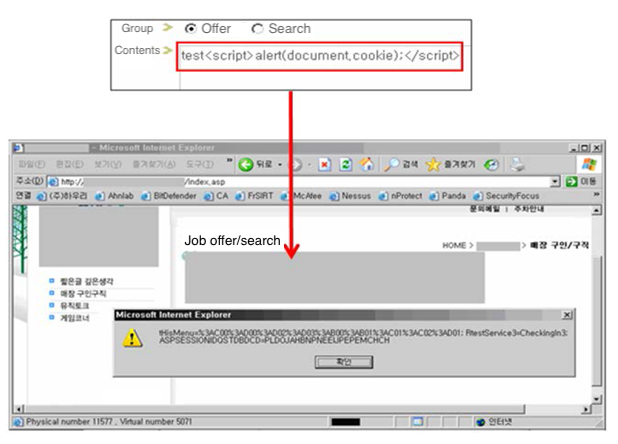 Group > Offer Search
Contents > test<script>alert(document,cookie);</script>
- Microsoft Internet Explorer
파일(F) 편집(E) 보기(V) 즐겨찾기(A) 도구(T) » 뒤로 검색 즐겨찾기
주소(D) http:// /index.asp 이동
연결 (주)하우리 Ahnlab BitDefender CA FrSIRT McAfee Nessus nProtect Panda SecurityFocus »
문의메일 | 주차안내
Job offer/search
HOME > > 매장 구인/구직
짧은글 깊은생각
매장 구인구직
뮤직토크
게임코너
Microsoft Internet Explorer
tHisMenu=%3AC00%3AD00%3AD02%3AD03%3AB00%3AB01%3AC01%3AC02%3AD01; RtestService3=CheckingIn3;
ASPSESSIONIDQSTDBDCD=PLDOJAHBNPNEEUPEPEMCHCH
확인
Physical number 11577 , Virtual number 5071
인터넷